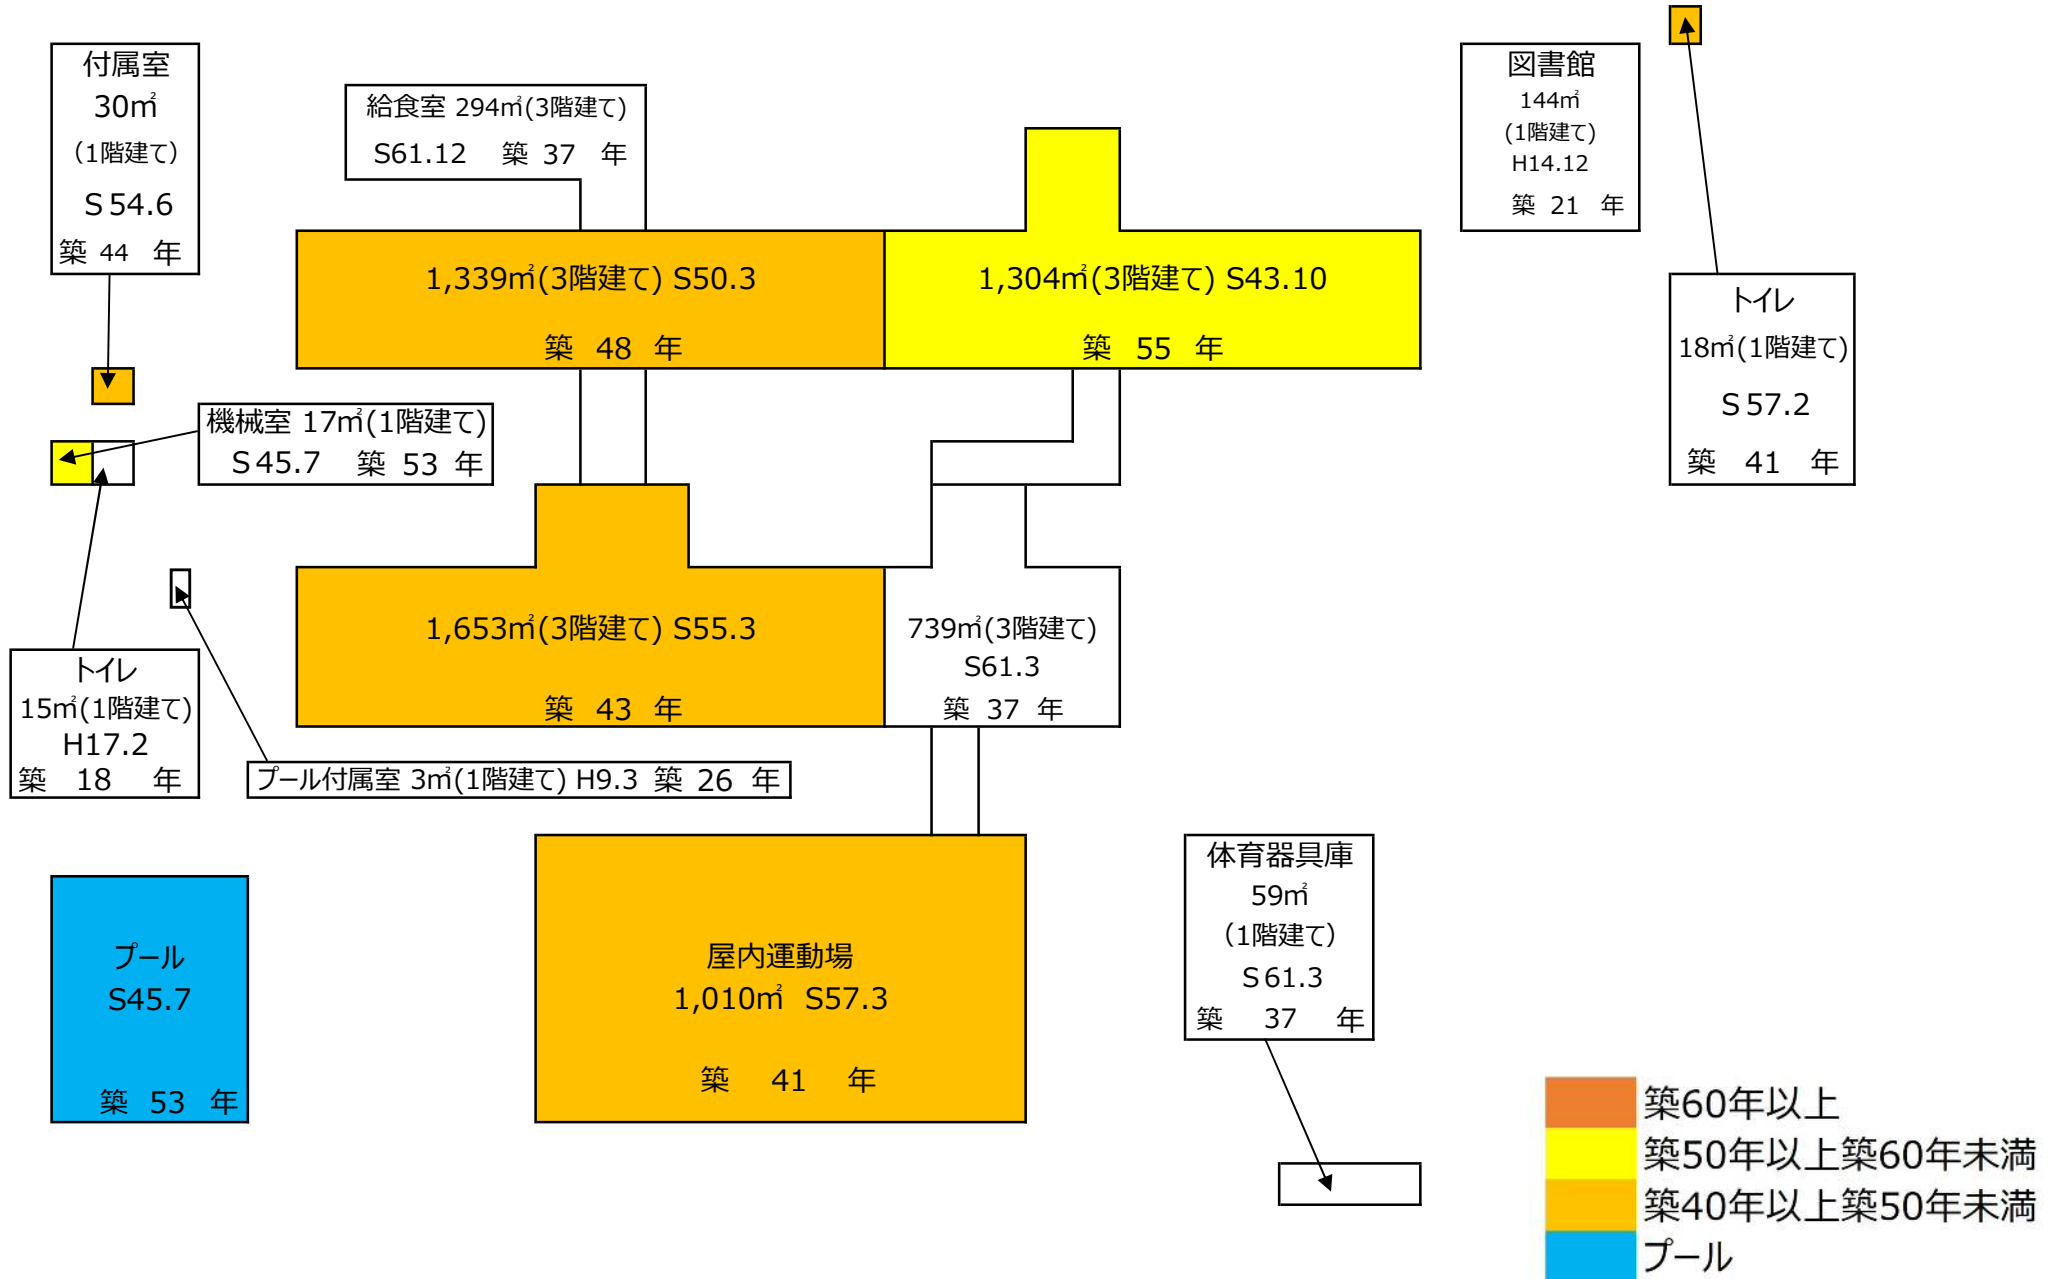 付属室
30㎡
（1階建て）
S 54.6
築 44 年
給食室 294㎡(3階建て)
S61.12 築 37 年
図書館
144㎡
(1階建て)
H14.12
築 21 年
1,339㎡(3階建て) S50.3
築 48 年
1,304㎡(3階建て) S43.10
築 55 年
トイレ
18㎡(1階建て)
S 57.2
築 41 年
機械室 17㎡(1階建て)
S 45.7 築 53 年
1,653㎡(3階建て) S55.3
築 43 年
739㎡(3階建て)
S61.3
築 37 年
トイレ
15㎡(1階建て)
H17.2
築 18 年
プール付属室 3㎡(1階建て) H9.3 築 26 年
プール
S45.7
築 53 年
屋内運動場
1,010㎡ S57.3
築 41 年
体育器具庫
59㎡
（1階建て）
S 61.3
築 37 年
築60年以上
築50年以上築60年未満
築40年以上築50年未満
プール